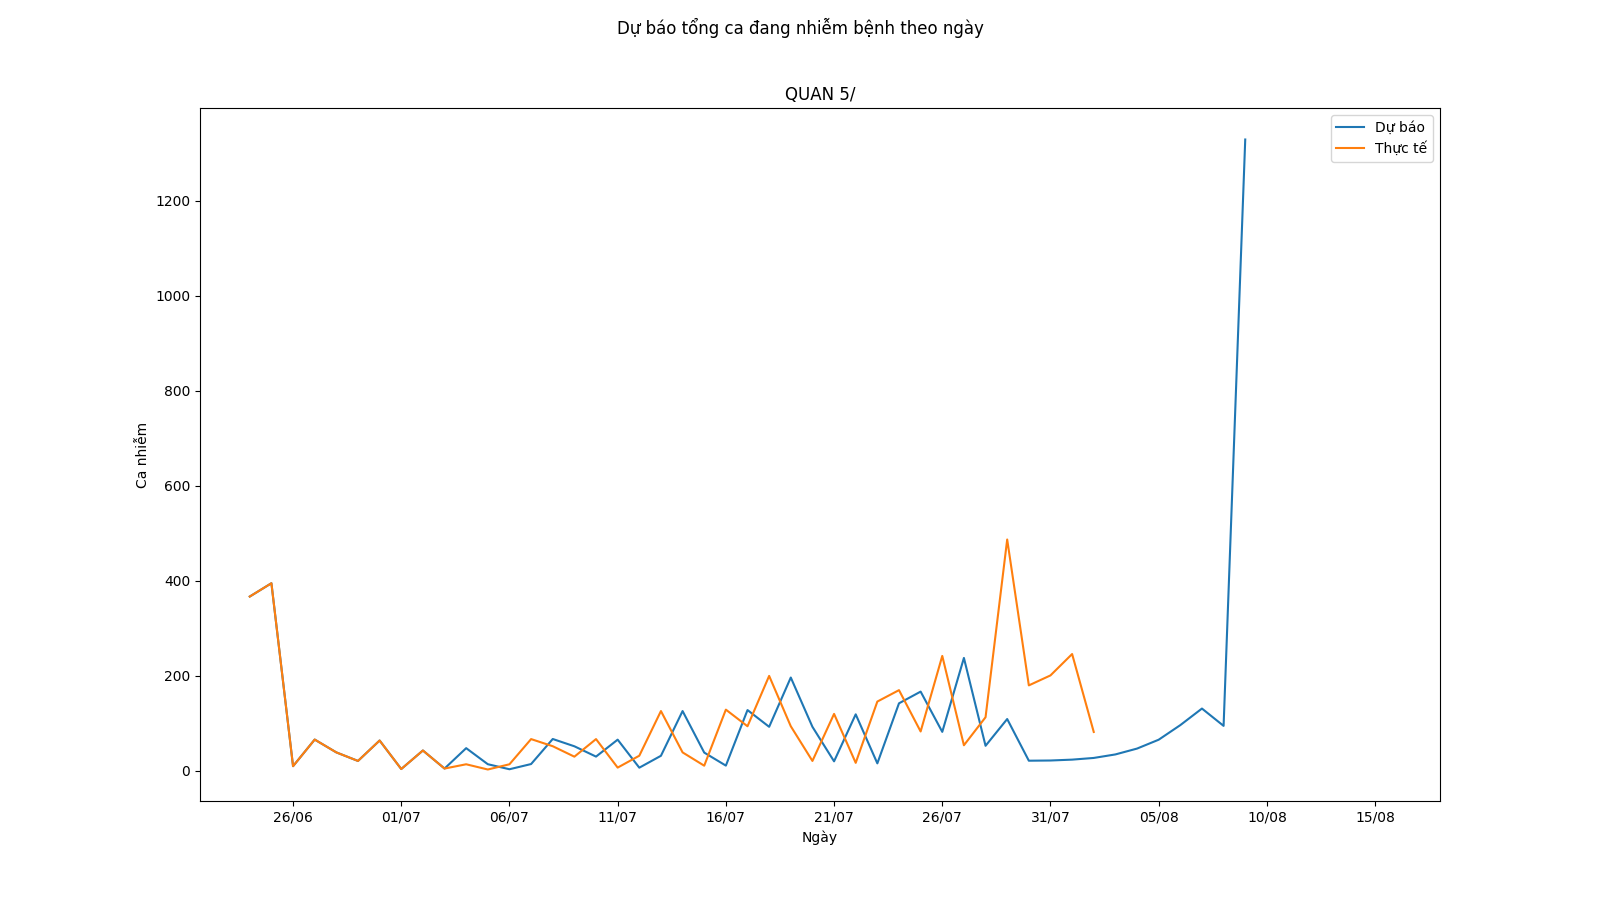 Dự báo tổng ca đang nhiễm bệnh theo ngày
QUAN 5/
Dự báo
Thực tế
1200
1000
800
600
400
200
0
Ca nhiễm
26/06 01/07 06/07 11/07 16/07 21/07 26/07 31/07 05/08 10/08 15/08
Ngày